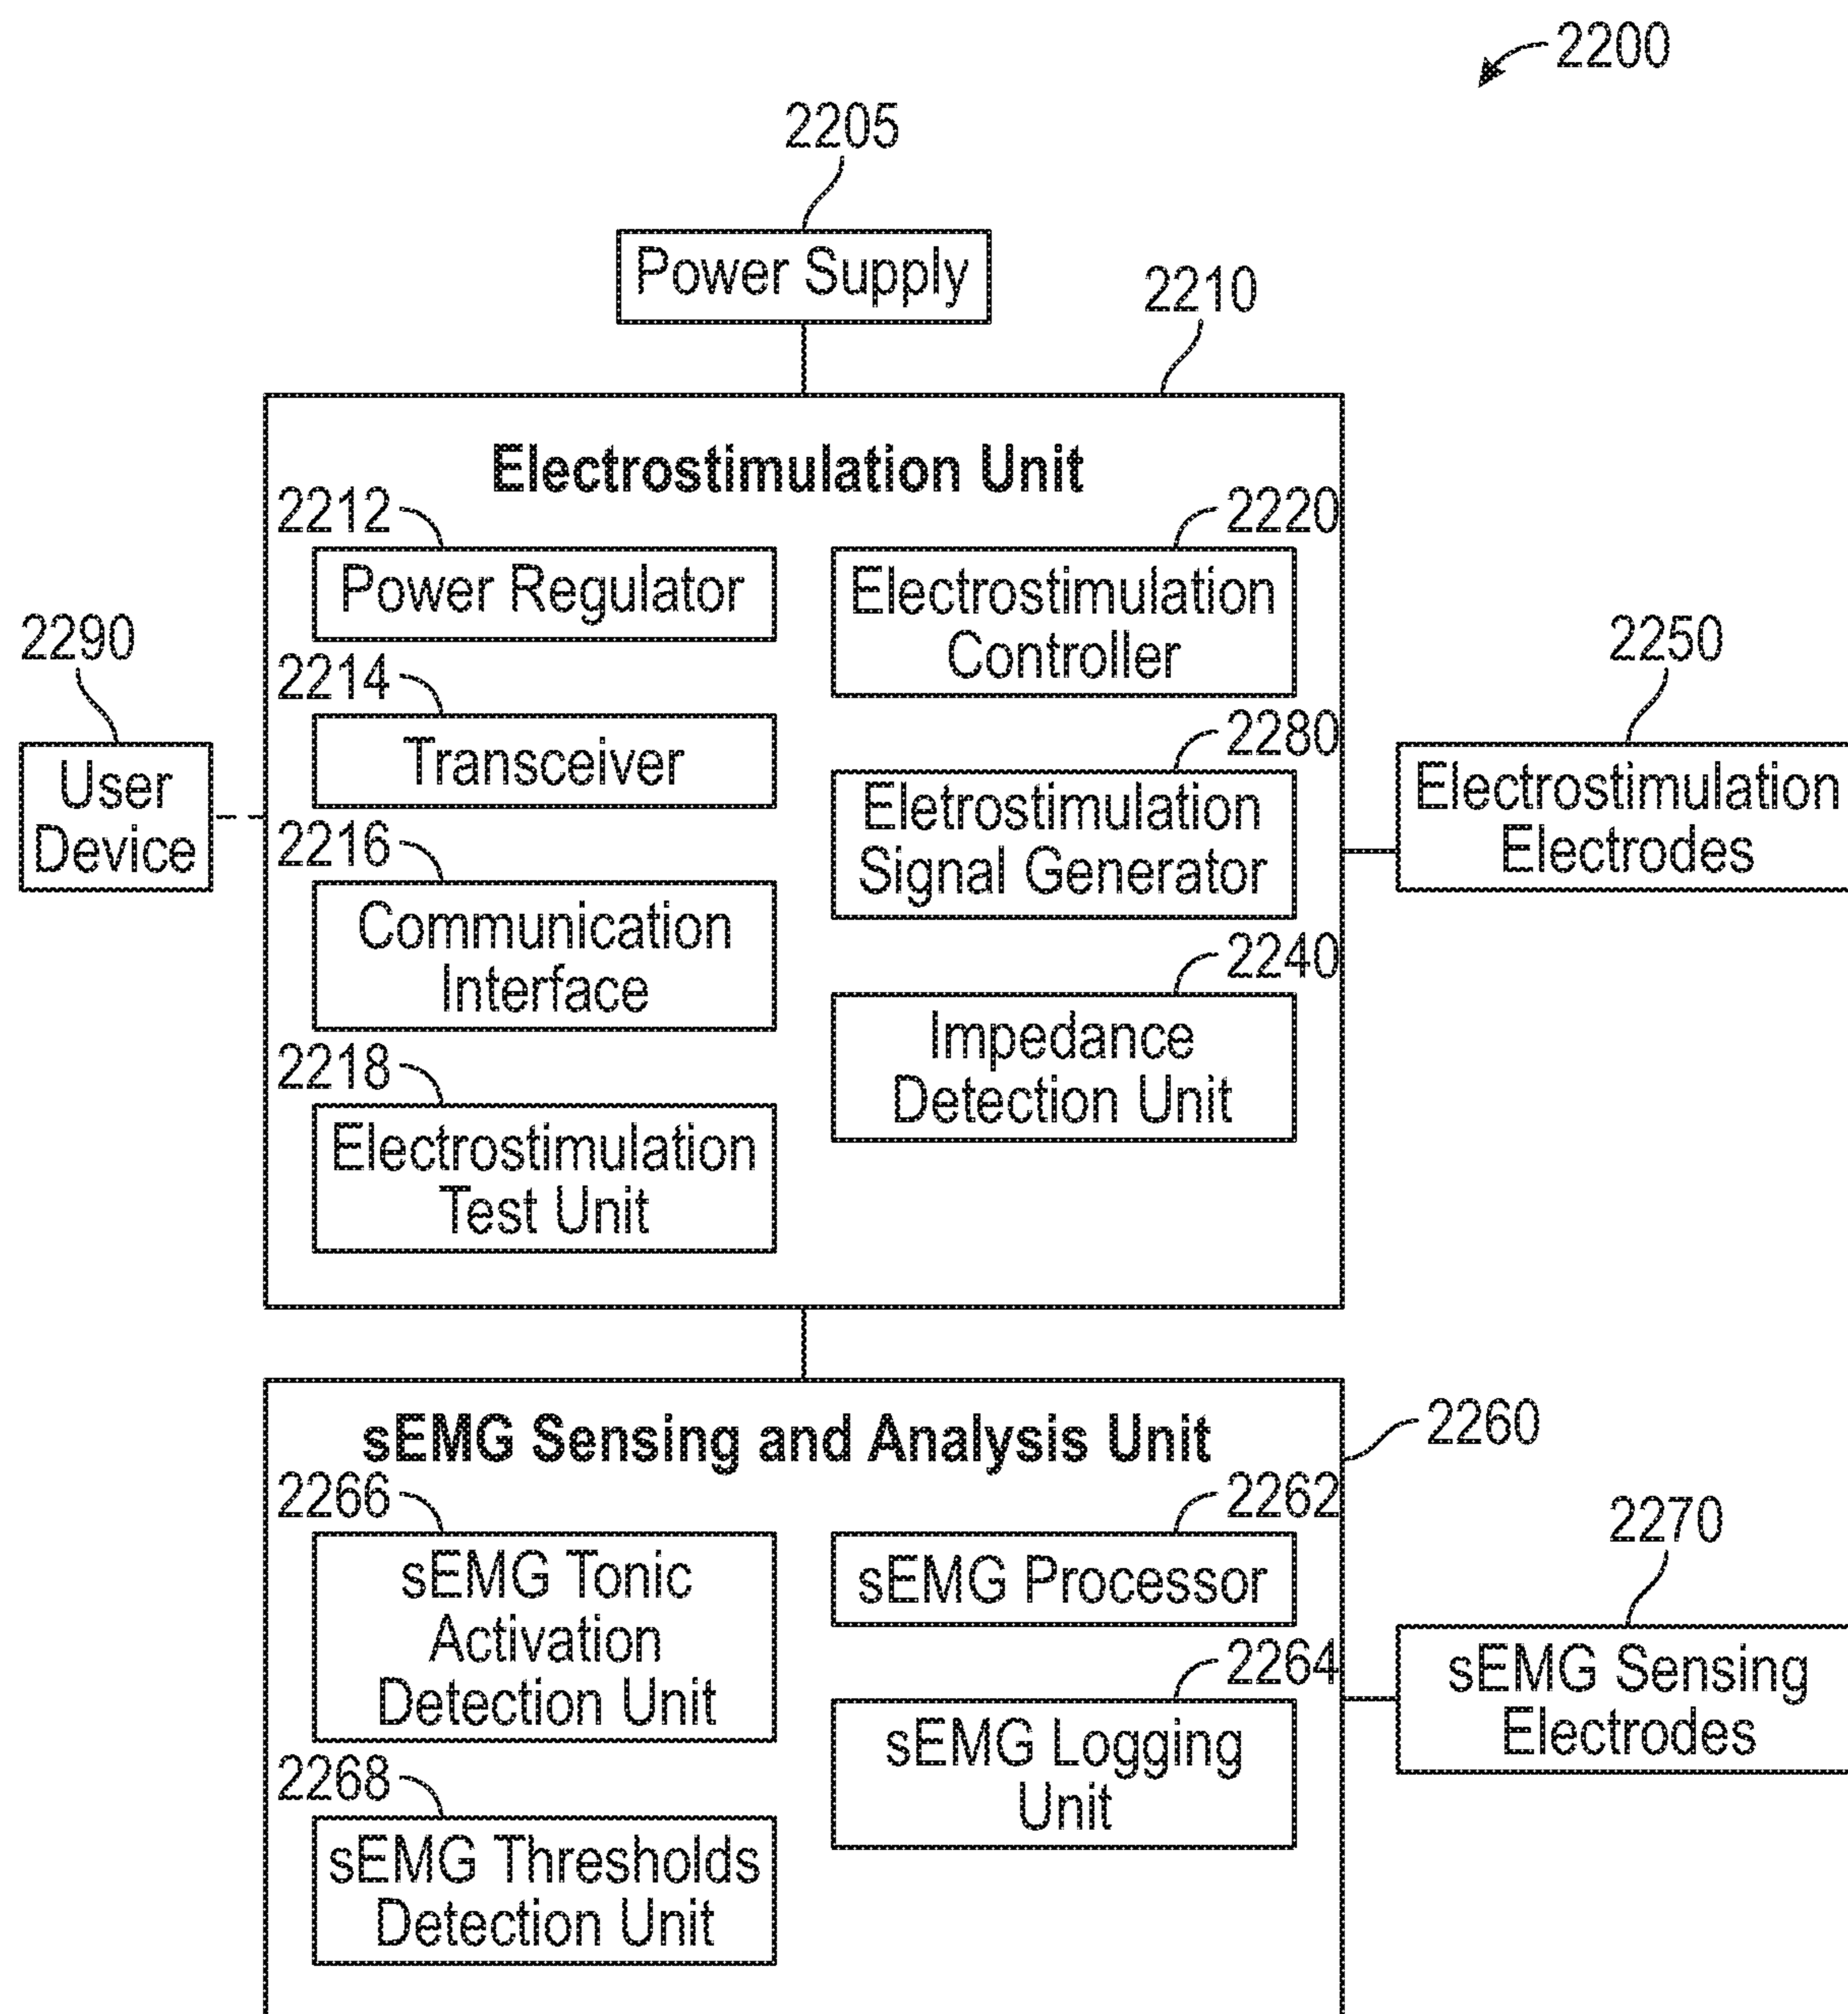 2200
2205
Power Supply
2210
Electrostimulation Unit
2212
Power Regulator
2220
Electrostimulation
Controller
2290
User
Device
2214
Transceiver
2280
Eletrostimulation
Signal Generator
2250
Electrostimulation
Electrodes
2216
Communication
Interface
2240
Impedance
Detection Unit
2218
Electrostimulation
Test Unit
sEMG Sensing and Analysis Unit
2260
2266
sEMG Tonic
Activation
Detection Unit
2262
sEMG Processor
2270
sEMG Sensing
Electrodes
2264
sEMG Logging
Unit
2268
sEMG Thresholds
Detection Unit